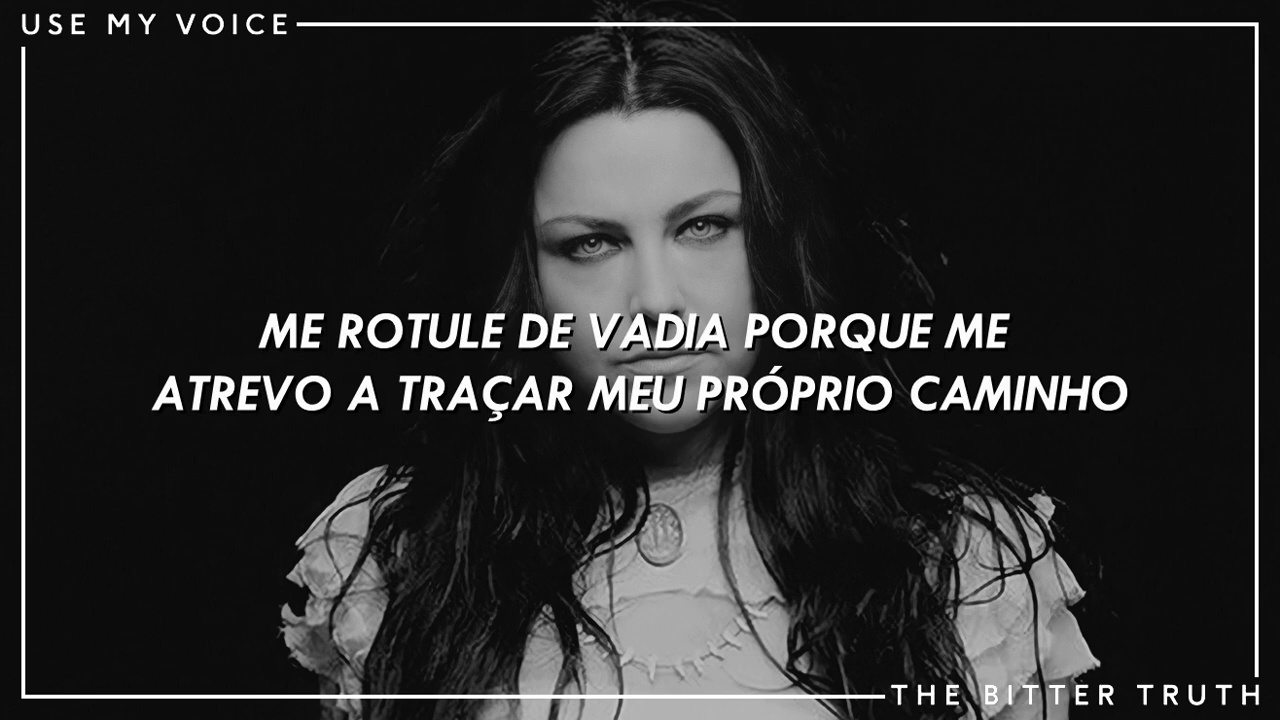 USE MY VOICE
ME ROTULE DE VADIA PORQUE ME
ATREVO A TRAÇAR MEU PRÓPRIO CAMINHO
THE BITTER TRUTH